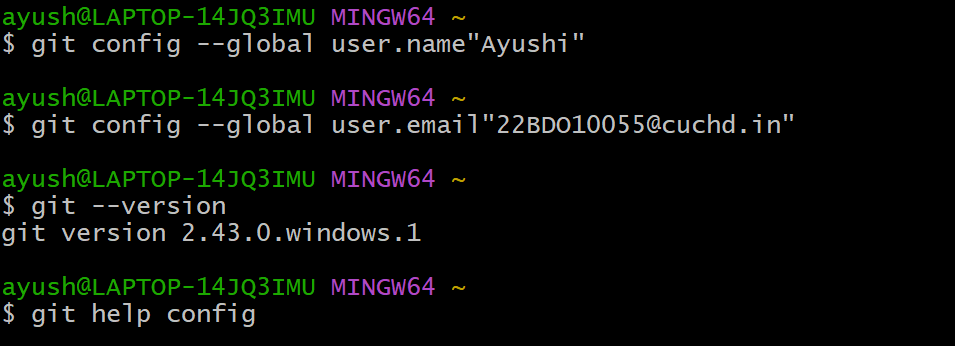 ayush@LAPTOP-14JQ3IMU MINGW64 ~
$ git config --global user.name"Ayushi"
ayush@LAPTOP-14JQ3IMU MINGW64 ~
$ git config --global user.email"22BDO10055@cuchd.in"
ayush@LAPTOP-14JQ3IMU MINGW64 ~
$ git --version
git version 2.43.0.windows.1
ayush@LAPTOP-14JQ3IMU MINGW64 ~
$ git help config